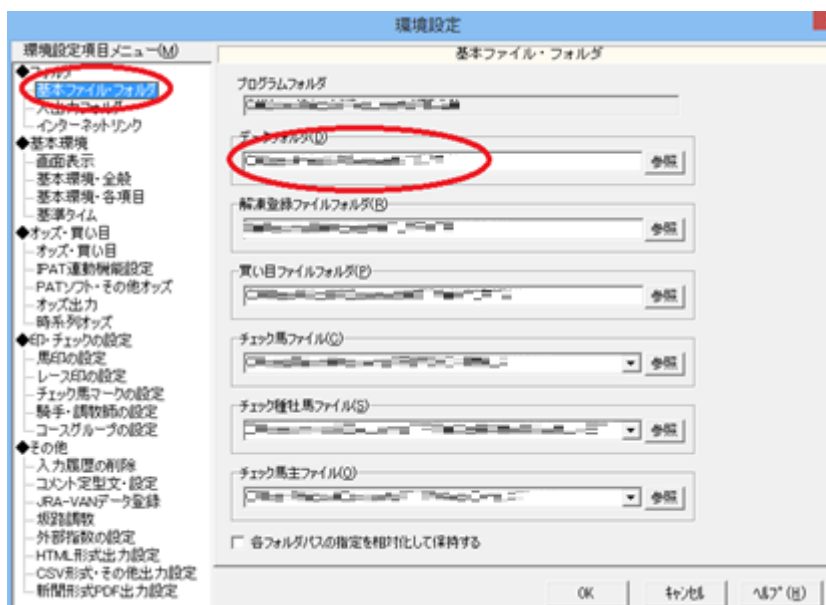 環境設定
環境設定項目メニュー(M)
基本ファイル・フォルダ
◆フォルダ
基本ファイル・フォルダ
入出力フォルダ
インターネットリンク
◆基本環境
画面表示
基本環境・全般
基本環境・各項目
基準タイム
◆オッズ・買い目
オッズ・買い目
IPAT連動機能設定
PATソフト・その他オッズ
オッズ出力
時系列オッズ
◆印・チェックの設定
馬印の設定
レース印の設定
チェック馬マークの設定
騎手・調教師の設定
コースグループの設定
◆その他
入力履歴の削除
コメント定型文・設定
JRA-VANデータ登録
坂路調教
外部指数の設定
HTML形式出力設定
CSV形式・その他出力設定
新聞形式PDF出力設定
プログラムフォルダ
データフォルダ(D)
参照
解凍登録ファイルフォルダ(R)
参照
買い目ファイルフォルダ(P)
参照
チェック馬ファイル(C)
参照
チェック種牡馬ファイル(S)
参照
チェック馬主ファイル(O)
参照
各フォルダパスの指定を相対化して保持する
OK
キャンセル
ヘルプ(H)